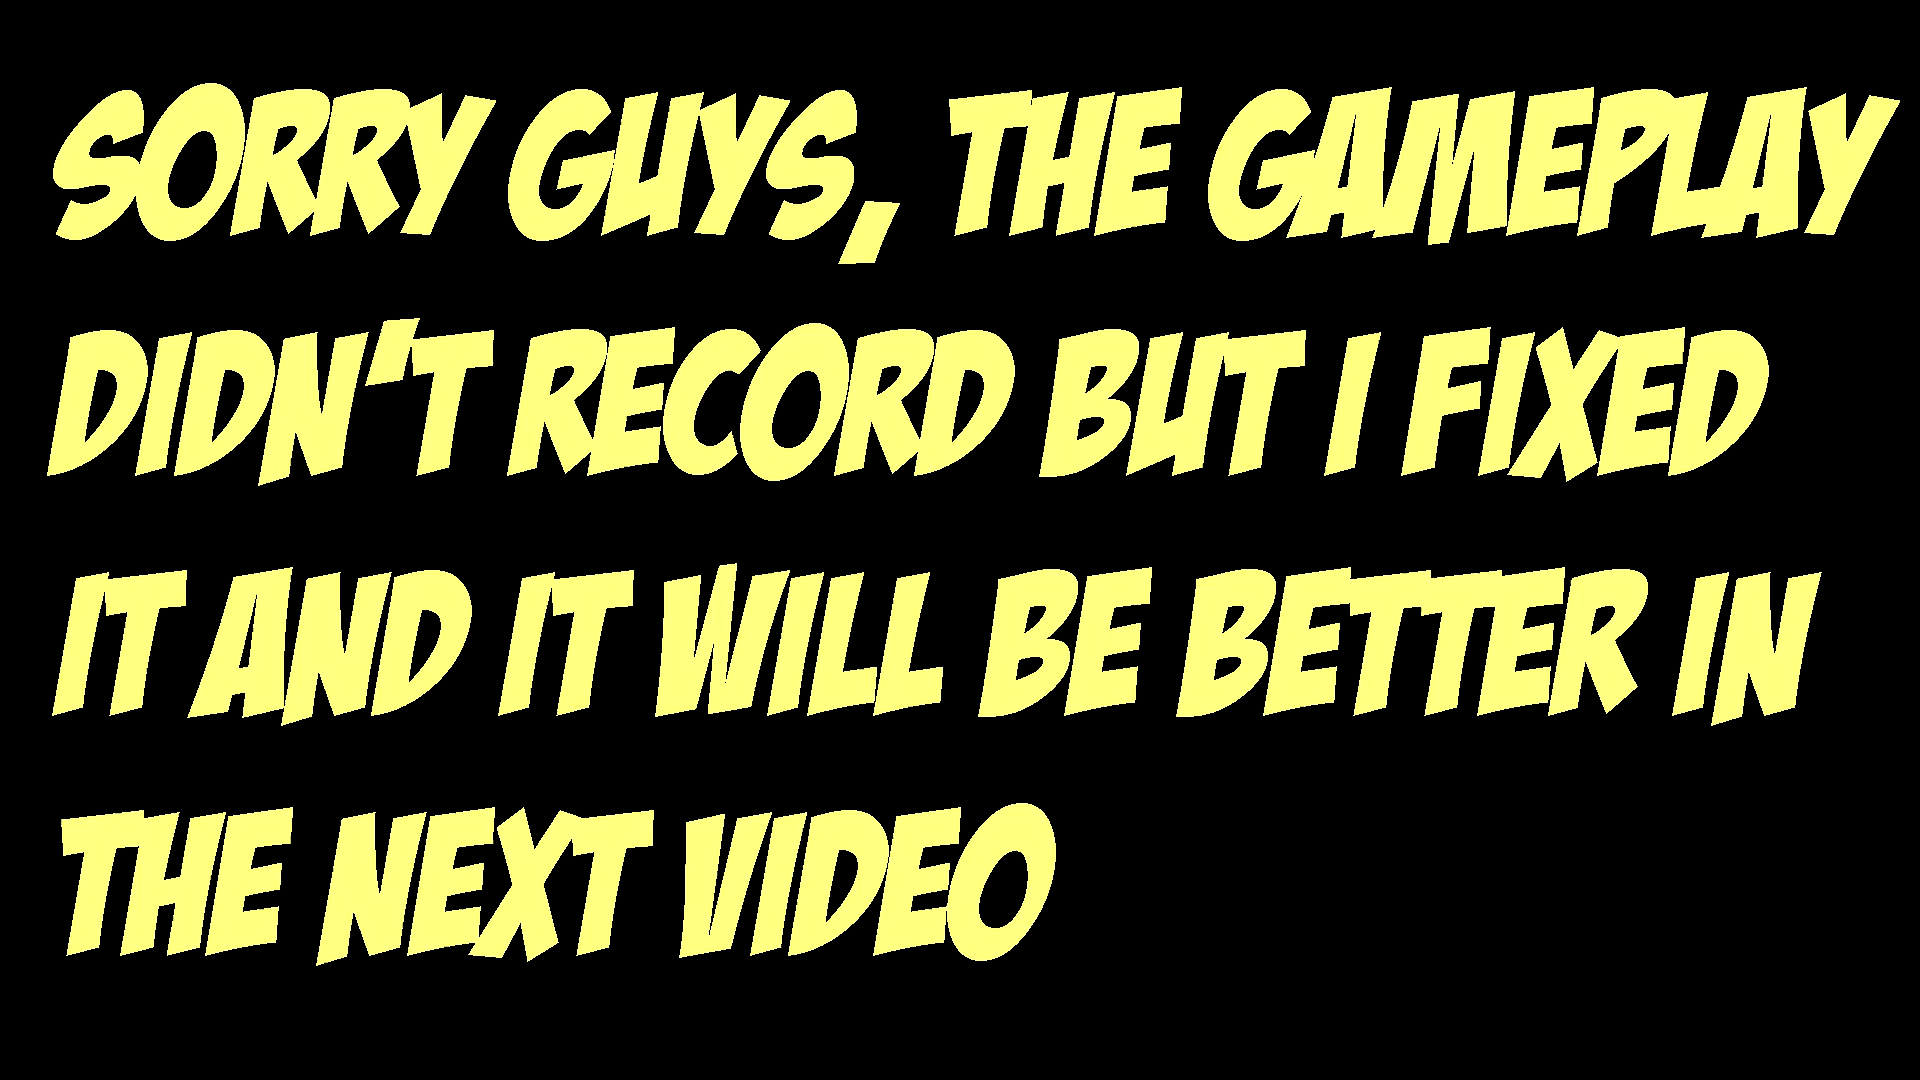 SORRY GUYS, THE GAMEPLAY
DIDN'T RECORD BUT I FIXED
IT AND IT WILL BE BETTER IN
THE NEXT VIDEO